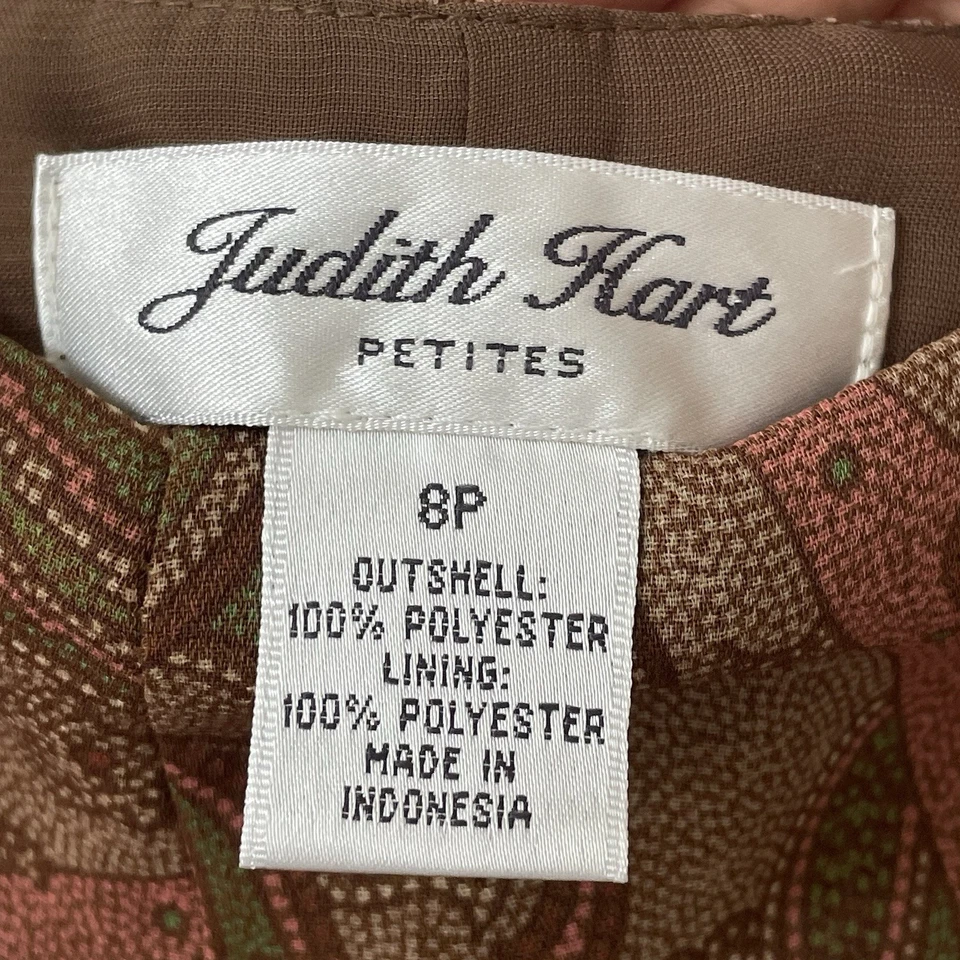 Judith Hart
PETITES
8P
OUTSHELL:
100% POLYESTER
LINING:
100% POLYESTER
MADE IN
INDONESIA